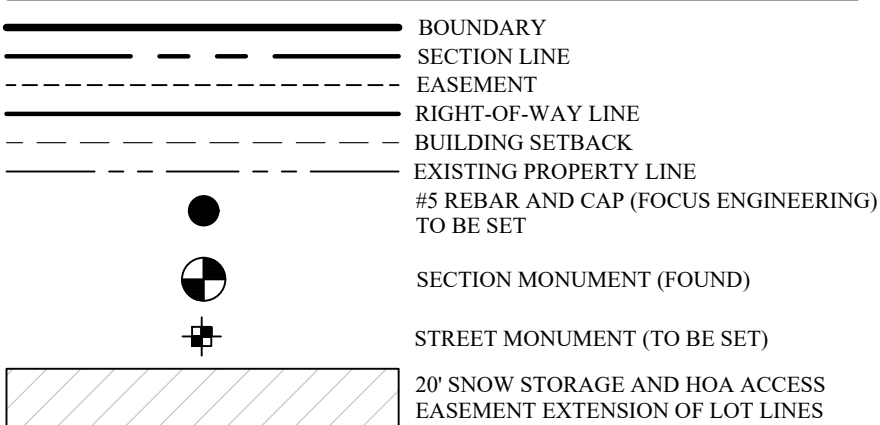 BOUNDARY
SECTION LINE
EASEMENT
RIGHT-OF-WAY LINE
BUILDING SETBACK
EXISTING PROPERTY LINE
#5 REBAR AND CAP (FOCUS ENGINEERING)
TO BE SET
SECTION MONUMENT (FOUND)
STREET MONUMENT (TO BE SET)
20' SNOW STORAGE AND HOA ACCESS
EASEMENT EXTENSION OF LOT LINES